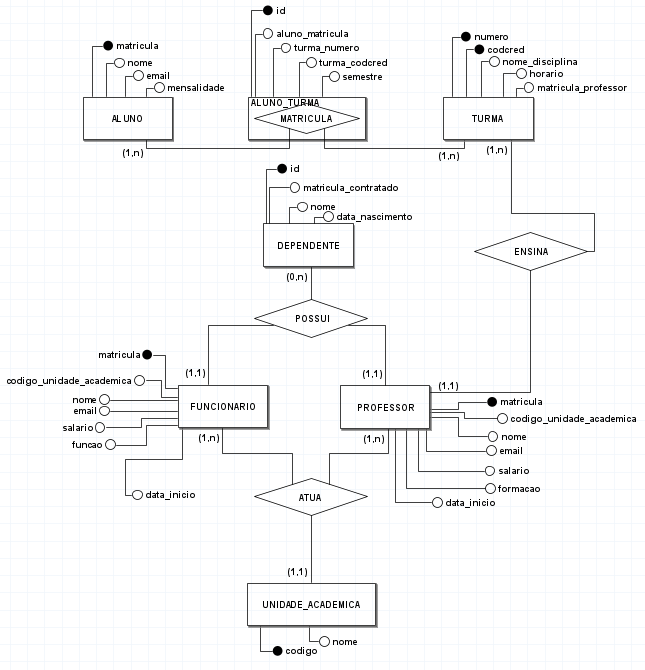 id
aluno_matricula
turma_numero
turma_codcred
semestre
matricula
nome
email
mensalidade
numero
codcred
nome_disciplina
horario
matricula_professor
ALUNO
ALUNO_TURMA
MATRICULA
TURMA
(1,n)
(1,n)
(1,n)
id
matricula_contratado
nome
data_nascimento
DEPENDENTE
ENSINA
(0,n)
POSSUI
matricula
codigo_unidade_academica
nome
email
salario
funcao
data_inicio
(1,1)
(1,1)
(1,1)
FUNCIONARIO
PROFESSOR
matricula
codigo_unidade_academica
nome
email
salario
formacao
data_inicio
(1,n)
(1,n)
ATUA
(1,1)
UNIDADE_ACADEMICA
nome
codigo